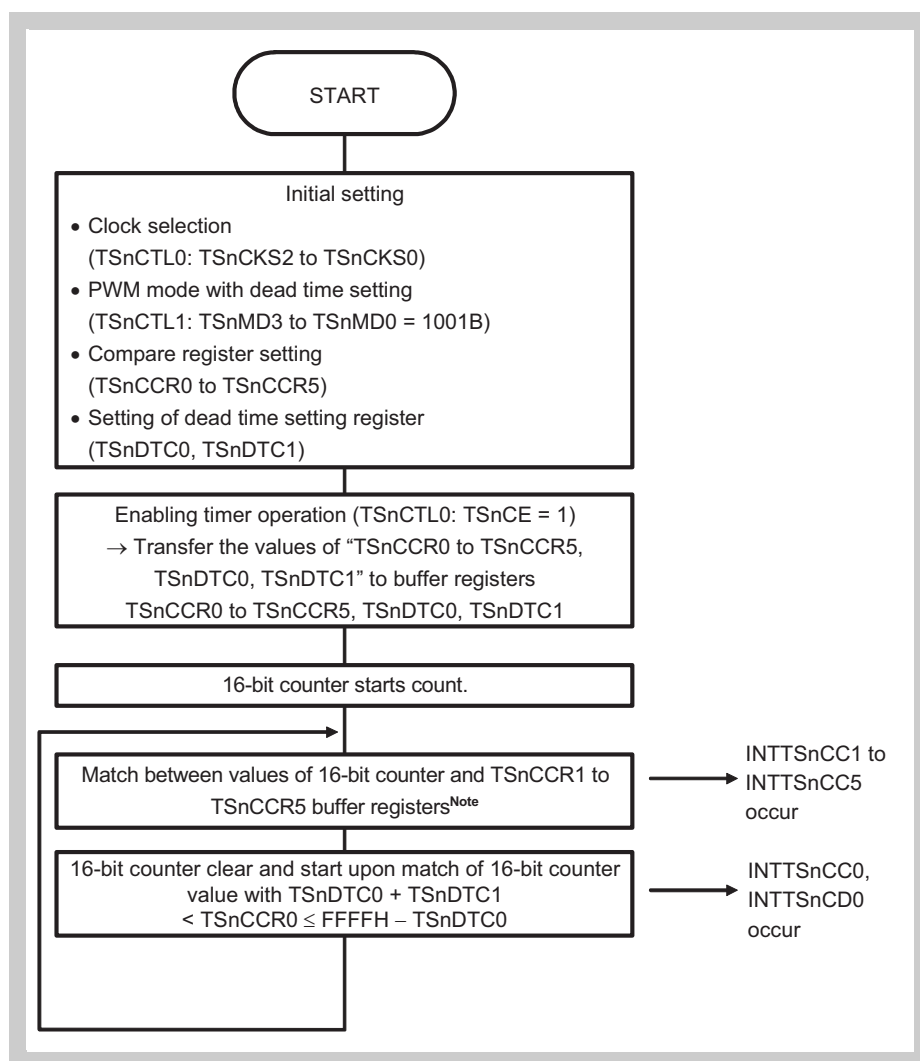 START
Initial setting
• Clock selection
(TSnCTL0: TSnCKS2 to TSnCKS0)
• PWM mode with dead time setting
(TSnCTL1: TSnMD3 to TSnMD0 = 1001B)
• Compare register setting
(TSnCCR0 to TSnCCR5)
• Setting of dead time setting register
(TSnDTC0, TSnDTC1)
Enabling timer operation (TSnCTL0: TSnCE = 1)
→ Transfer the values of “TSnCCR0 to TSnCCR5,
TSnDTC0, TSnDTC1” to buffer registers
TSnCCR0 to TSnCCR5, TSnDTC0, TSnDTC1
16-bit counter starts count.
Match between values of 16-bit counter and TSnCCR1 to
TSnCCR5 buffer registersNote
INTTSnCC1 to
INTTSnCC5
occur
16-bit counter clear and start upon match of 16-bit counter
value with TSnDTC0 + TSnDTC1
< TSnCCR0 ≤ FFFFH – TSnDTC0
INTTSnCC0,
INTTSnCD0
occur